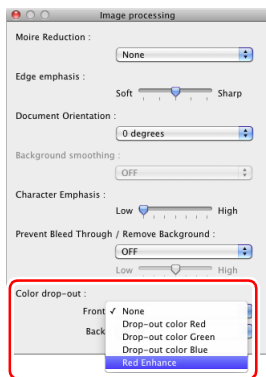 Image processing
Moire Reduction :
None
Edge emphasis :
Soft Sharp
Document Orientation :
0 degrees
Background smoothing :
OFF
Character Emphasis :
Low High
Prevent Bleed Through / Remove Background :
OFF
Low High
Color drop-out :
Front ✓ None
Drop-out color Red
Drop-out color Green
Back Drop-out color Blue
Red Enhance